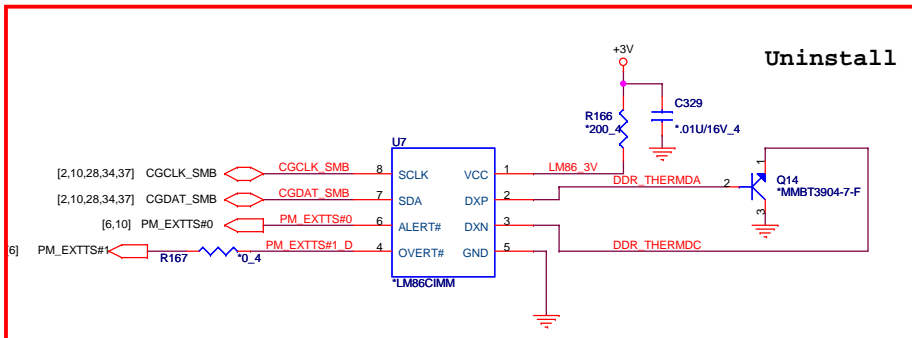 Uninstall
+3V
C329
*.01U/16V_4
R166
*200_4
U7
[2,10,28,34,37] CGCLK_SMB CGCLK_SMB 8 SCLK VCC 1 LM86_3V
[2,10,28,34,37] CGDAT_SMB CGDAT_SMB 7 SDA DXP 2 DDR_THERMDA 2
1
Q14
*MMBT3904-7-F
3
[6,10] PM_EXTTS#0 PM_EXTTS#0 6 ALERT# DXN 3 DDR_THERMDC
6] PM_EXTTS#1 PM_EXTTS#1_D 4 OVERT# GND 5
R167 *0_4
*LM86CIMM